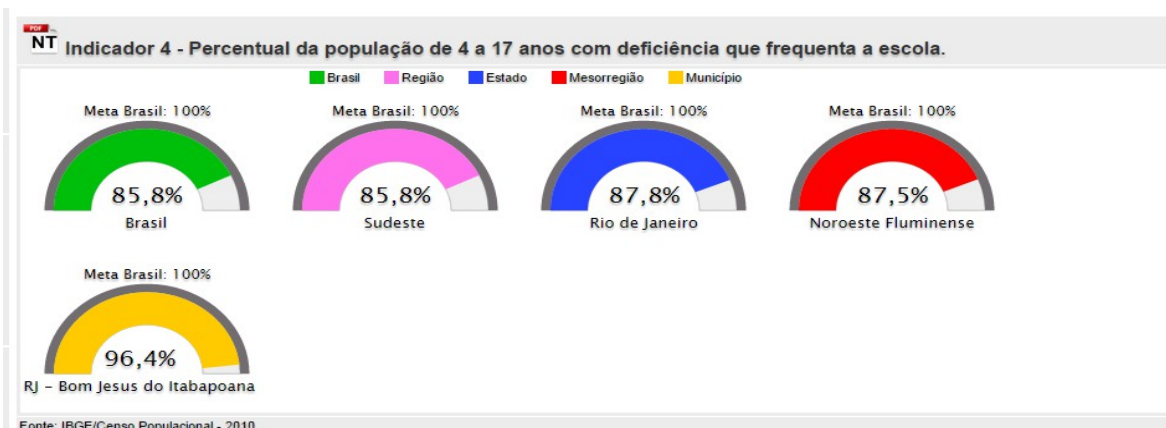 PDF
NT
Indicador 4 - Percentual da população de 4 a 17 anos com deficiência que frequenta a escola.
Brasil Região Estado Mesorregião Município
Meta Brasil: 100% Meta Brasil: 100% Meta Brasil: 100% Meta Brasil: 100%
85,8% 85,8% 87,8% 87,5%
Brasil Sudeste Rio de Janeiro Noroeste Fluminense
Meta Brasil: 100%
96,4%
RJ - Bom Jesus do Itabapoana
Fonte: IBGE/Censo Populacional - 2010